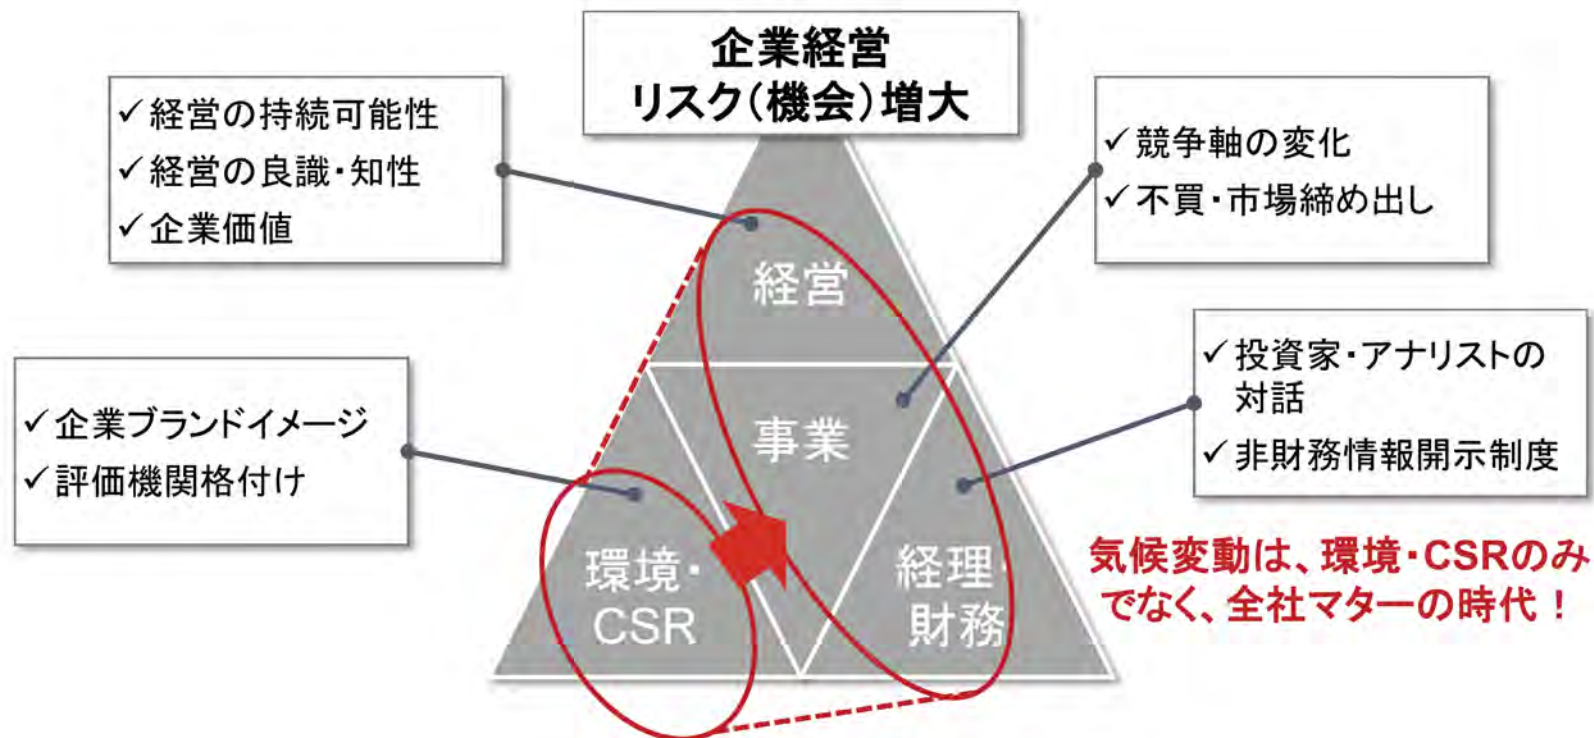 企業経営
リスク(機会)増大
✓経営の持続可能性
✓経営の良識・知性
✓企業価値
✓競争軸の変化
✓不買・市場締め出し
経営
✓投資家・アナリストの
対話
✓非財務情報開示制度
✓企業ブランドイメージ
✓評価機関格付け
事業
環境・
CSR
経理・
財務
気候変動は、環境・CSRのみ
でなく、全社マターの時代！